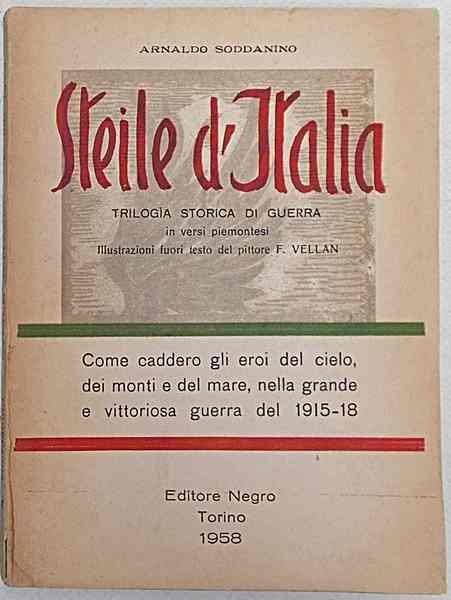 ARNALDO SODDANINO
Steile d'Italia
TRILOGÌA STORICA DI GUERRA
in versi piemontesi
Illustrazioni fuori testo del pittore F. VELLAN
Come caddero gli eroi del cielo,
dei monti e del mare, nella grande
e vittoriosa guerra del 1915-18
Editore Negro
Torino
1958